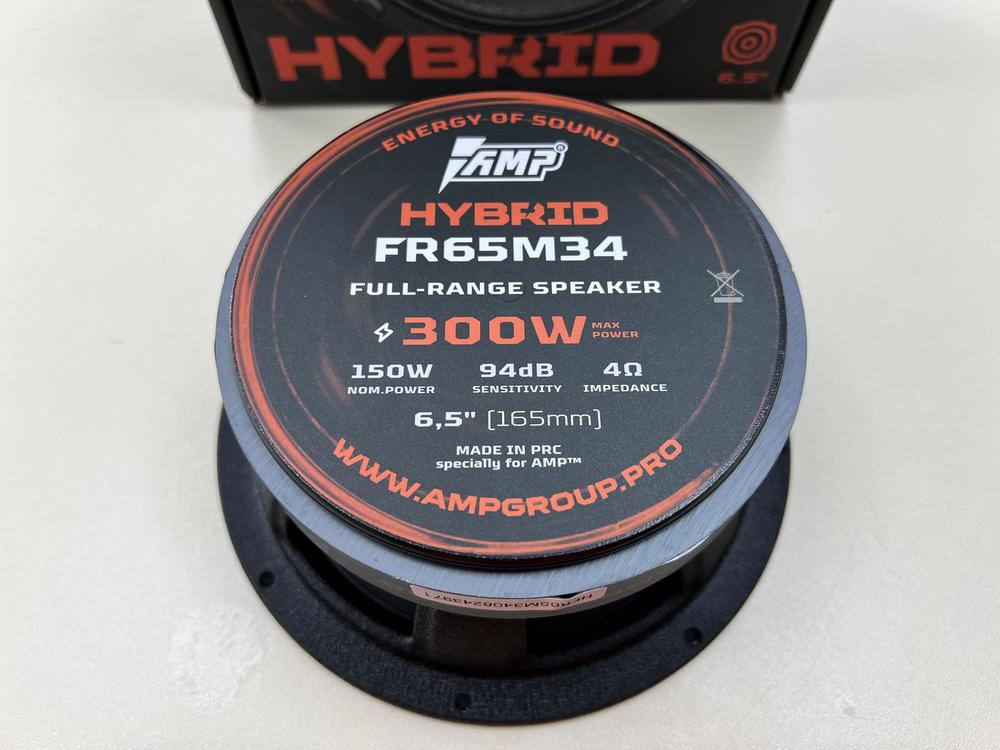 HYBRID
6.5"
ENERGY OF SOUND
AMP®
HYBRID
FR65M34
FULL-RANGE SPEAKER
300W MAX POWER
150W 94dB 4Ω
NOM.POWER SENSITIVITY IMPEDANCE
6,5" [165mm]
MADE IN PRC
specially for AMP™
WWW.AMPGROUP.PRO